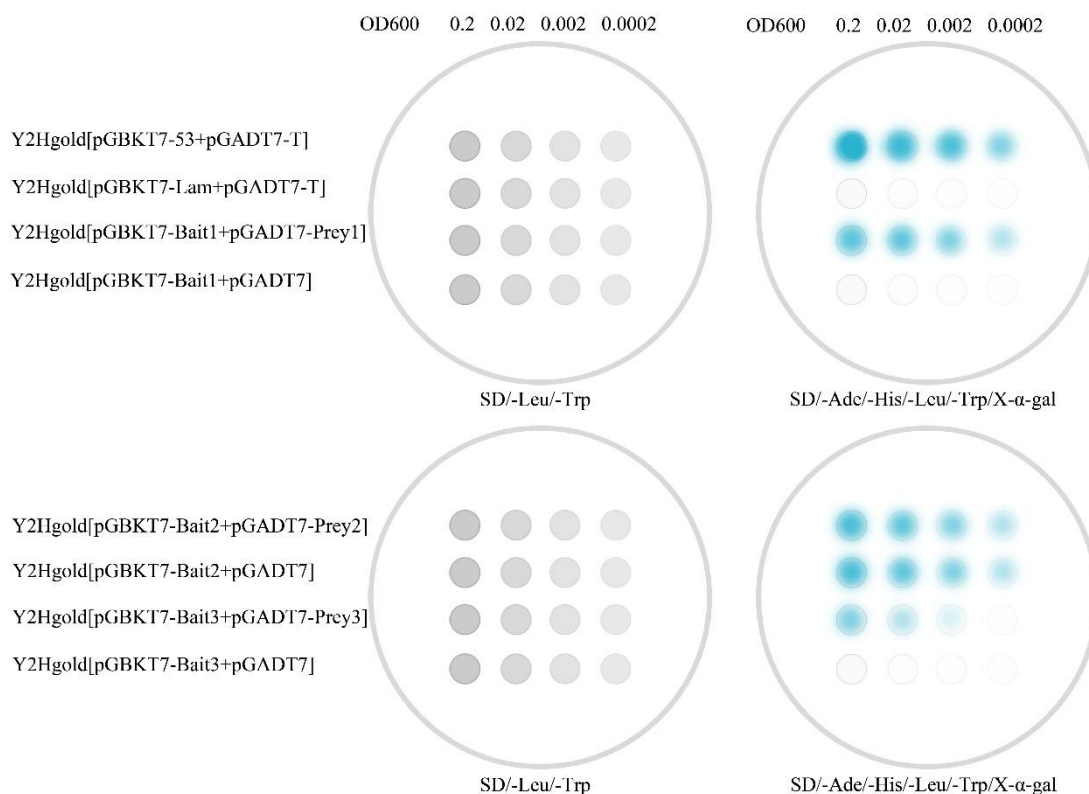 OD600 0.2 0.02 0.002 0.0002 OD600 0.2 0.02 0.002 0.0002
Y2Hgold[pGBKT7-53+pGADT7-T]
Y2Hgold[pGBKT7-Lam+pGADT7-T]
Y2Hgold[pGBKT7-Bait1+pGADT7-Prey1]
Y2Hgold[pGBKT7-Bait1+pGADT7]
SD/-Leu/-Trp SD/-Ade/-His/-Leu/-Trp/X-α-gal
Y2Hgold[pGBKT7-Bait2+pGADT7-Prey2]
Y2Hgold[pGBKT7-Bait2+pGADT7]
Y2Hgold[pGBKT7-Bait3+pGADT7-Prey3]
Y2Hgold[pGBKT7-Bait3+pGADT7]
SD/-Leu/-Trp SD/-Ade/-His/-Leu/-Trp/X-α-gal